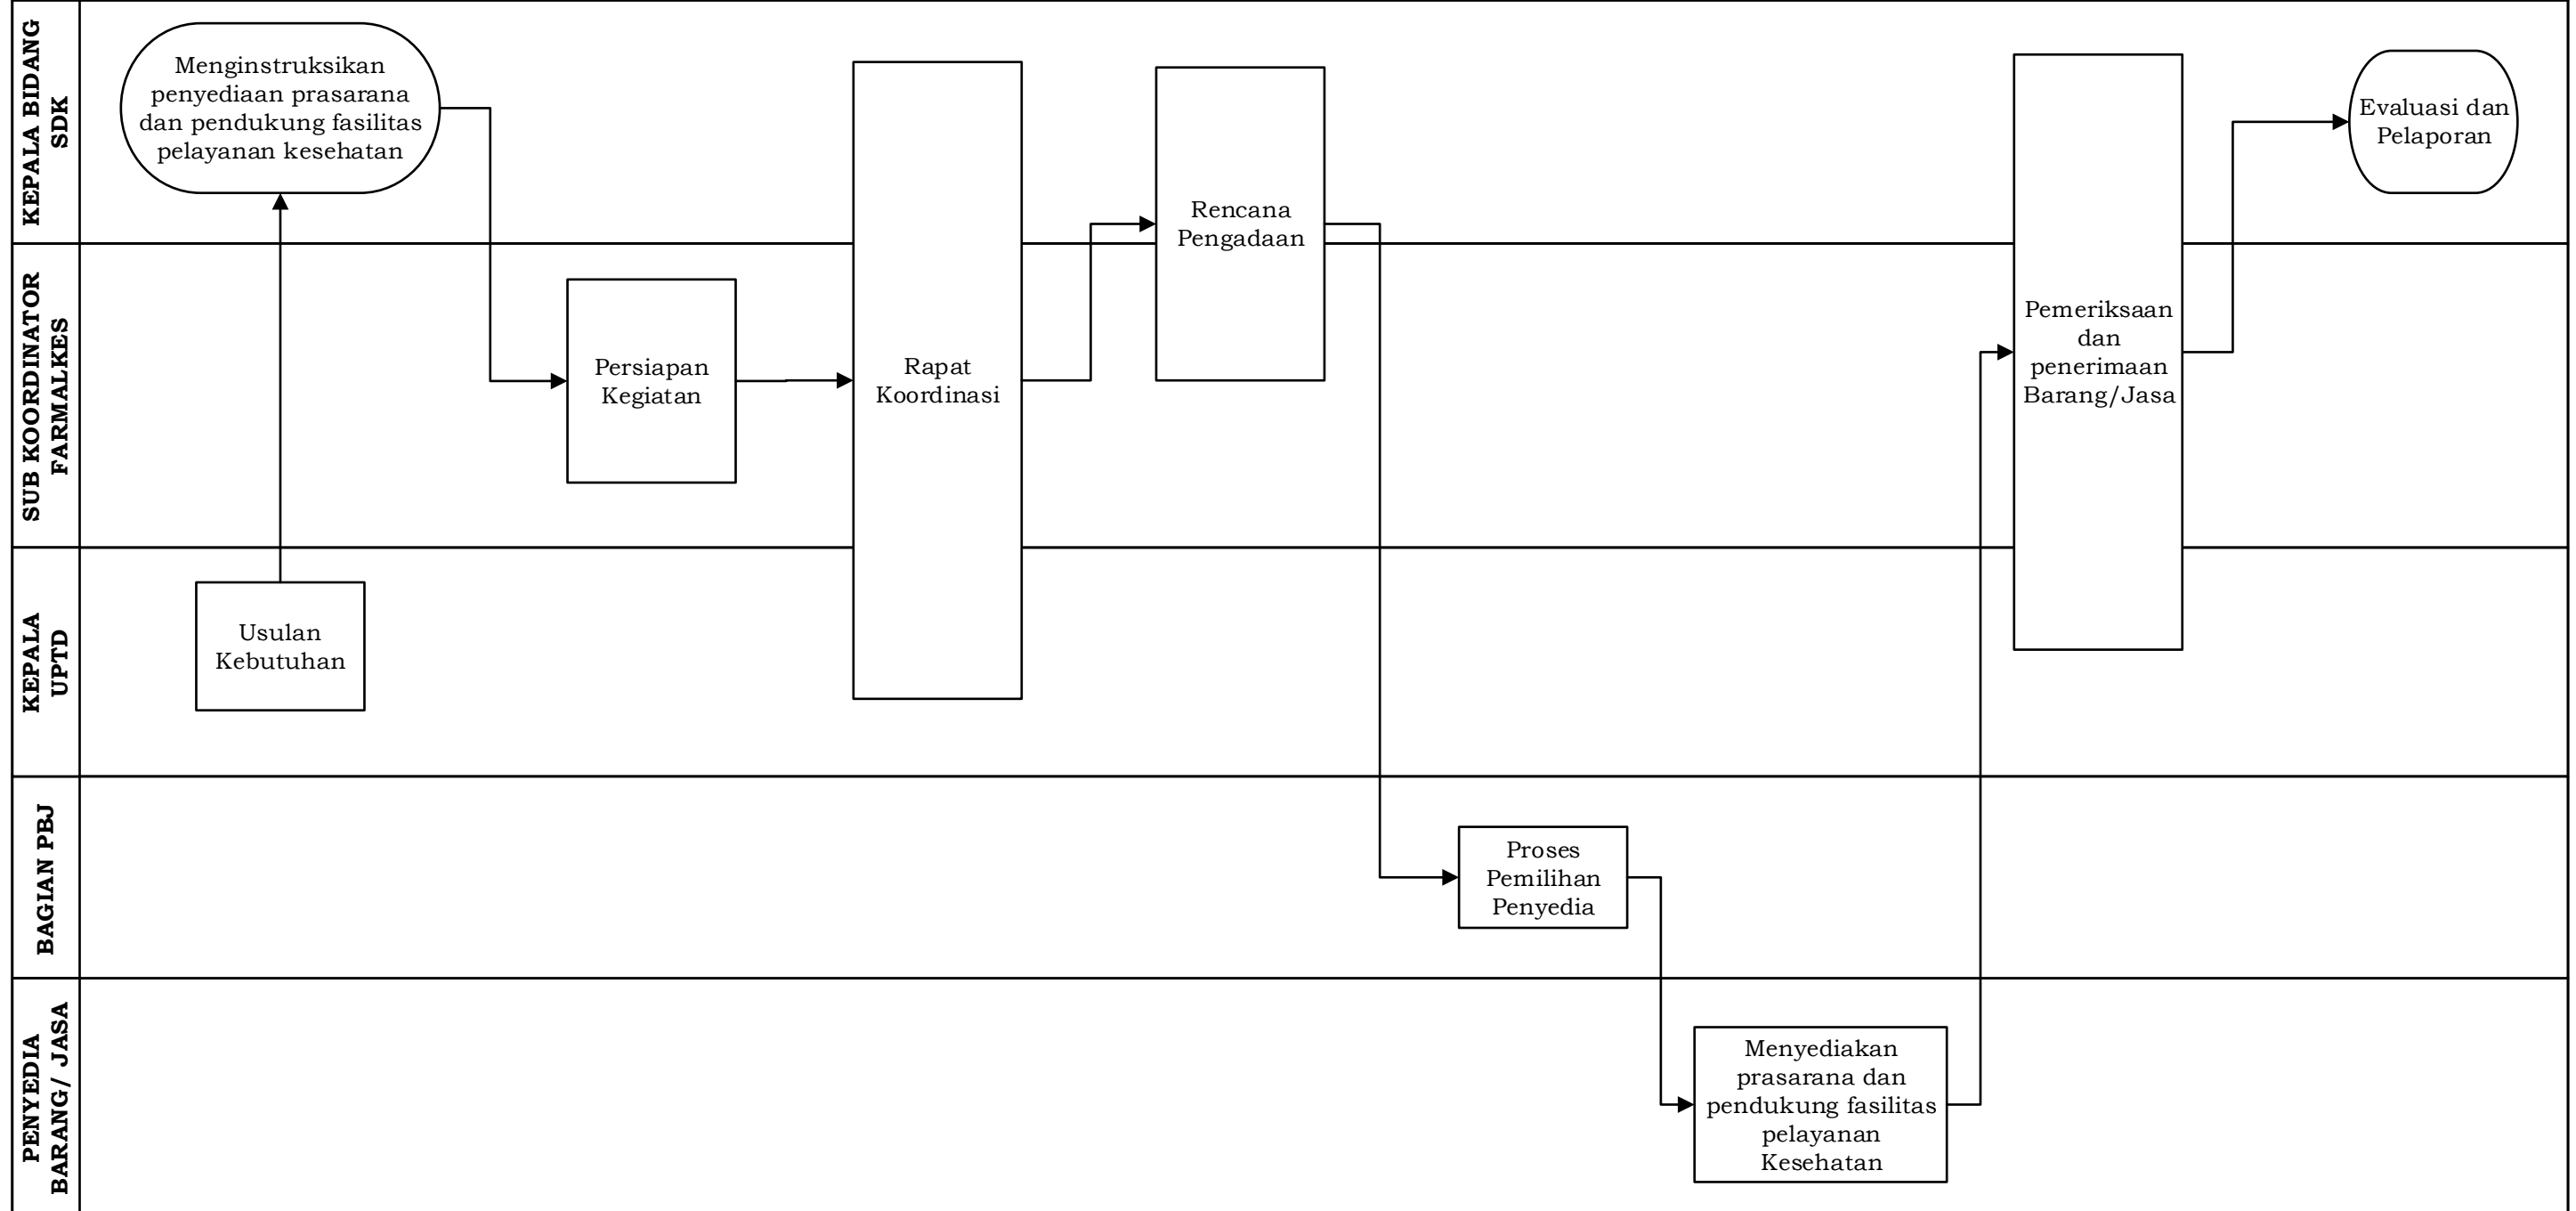 KEPALA BIDANG
SDK
Menginstruksikan
penyediaan prasarana
dan pendukung fasilitas
pelayanan kesehatan
Evaluasi dan
Pelaporan
SUB KOORDINATOR
FARMALKES
Persiapan
Kegiatan
Rapat
Koordinasi
Rencana
Pengadaan
Pemeriksaan
dan
penerimaan
Barang/Jasa
KEPALA
UPTD
Usulan
Kebutuhan
BAGIAN PBJ
Proses
Pemilihan
Penyedia
PENYEDIA
BARANG/ JASA
Menyediakan
prasarana dan
pendukung fasilitas
pelayanan
Kesehatan